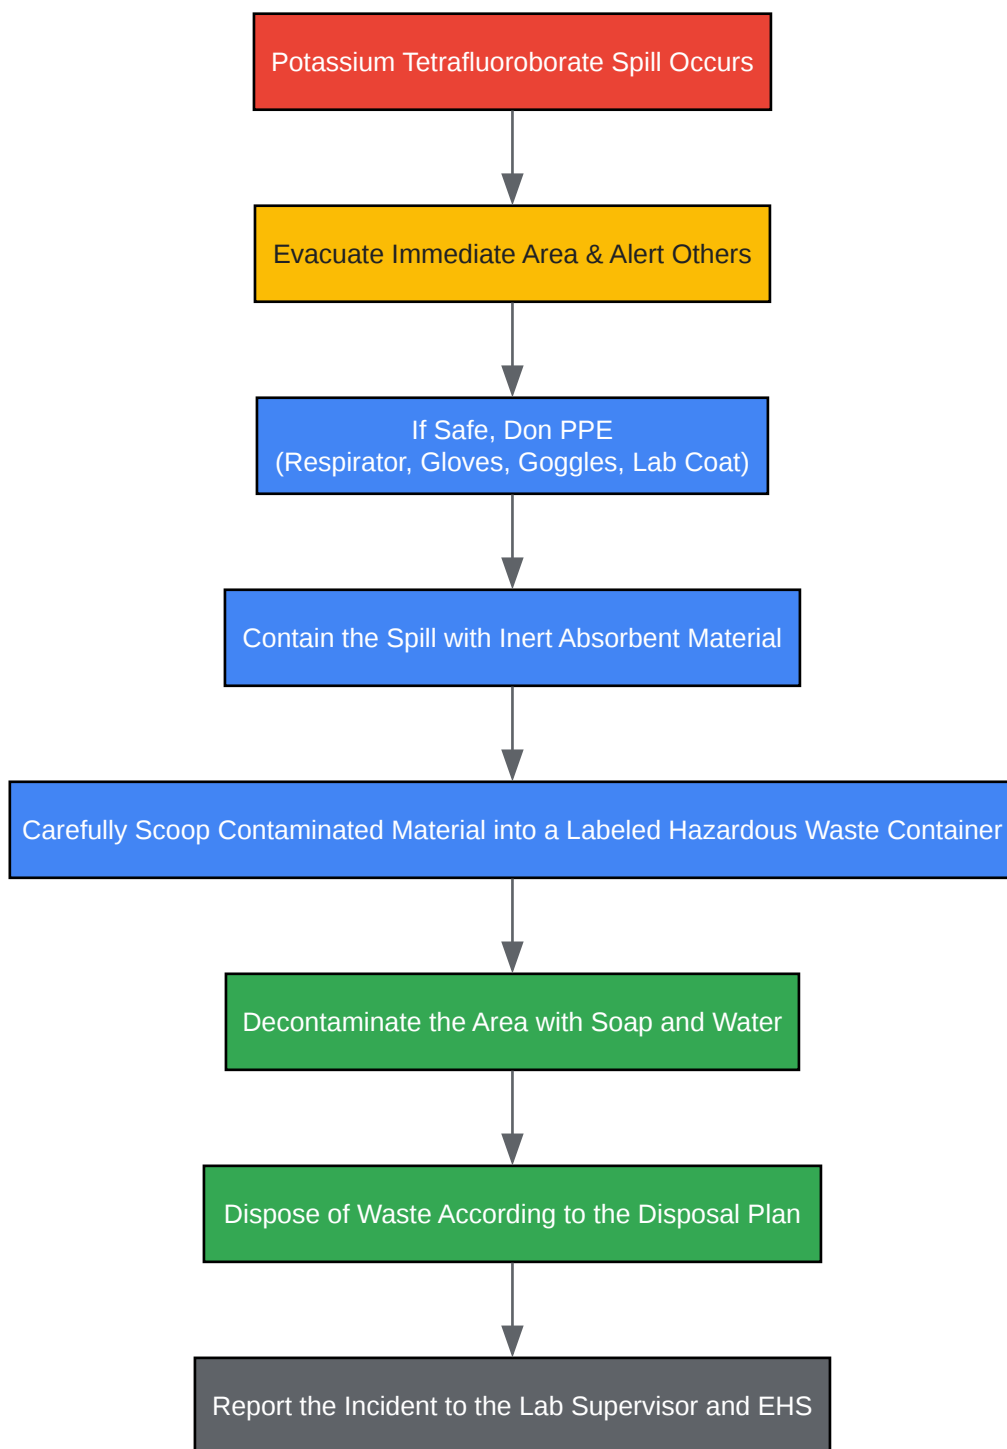 Potassium Tetrafluoroborate Spill Occurs
Evacuate Immediate Area & Alert Others
If Safe, Don PPE
(Respirator, Gloves, Goggles, Lab Coat)
Contain the Spill with Inert Absorbent Material
Carefully Scoop Contaminated Material into a Labeled Hazardous Waste Container
Decontaminate the Area with Soap and Water
Dispose of Waste According to the Disposal Plan
Report the Incident to the Lab Supervisor and EHS